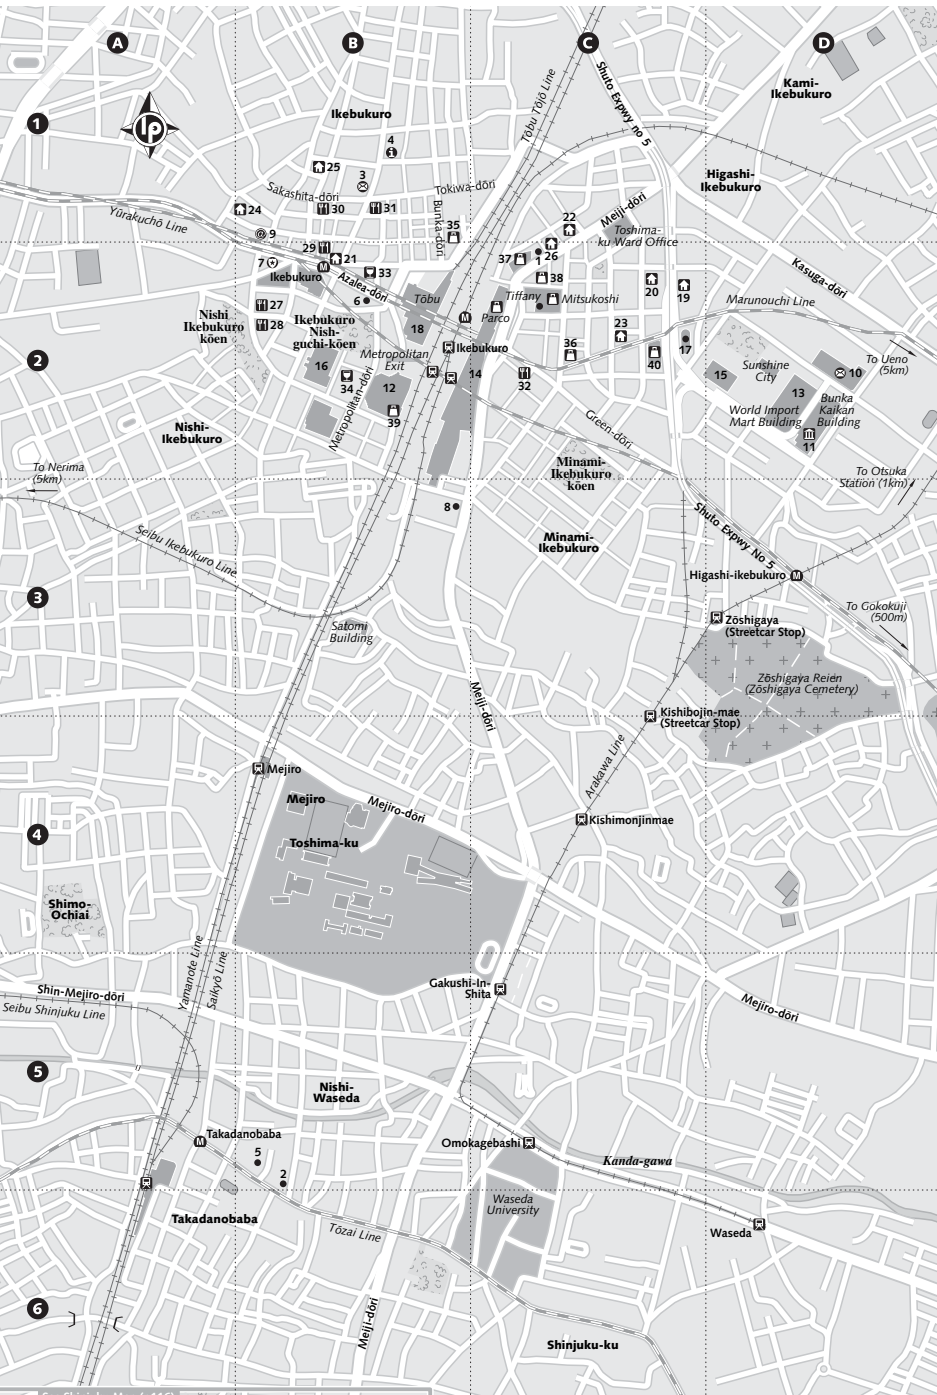 A
B
C
D
1
lp
Shuto Expwy no 5
Tōbu Tōjō Line
Kami-
Ikebukuro
Ikebukuro
4
25
3
Sakashita-dōri
Tokiwa-dōri
Higashi-
Ikebukuro
24
30
31
Bunka-dōri
35
22
Meiji-dōri
Toshima-
ku Ward Office
Yūrakuchō Line
9
29
21
7
Ikebukuro
33
Azalea-dōri
6
37
1
26
38
20
19
Kasuga-dōri
Marunouchi Line
27
28
Nishi
Ikebukuro
kōen
Ikebukuro
Nish-
guchi-kōen
Tōbu
18
Parco
Tiffany
Mitsukoshi
23
36
40
17
2
16
Metropolitan
Exit
Ikebukuro
34
12
14
32
39
Metropolitan-dōri
15
Sunshine
City
13
10
To Ueno
(5km)
World Import
Mart Building
Bunka
Kaikan
Building
11
Nishi-
Ikebukuro
Green-dōri
Minami-
Ikebukuro
kōen
To Nerima
(5km)
To Otsuka
Station (1km)
8
Seibu Ikebukuro Line
Minami-
Ikebukuro
Shuto Expwy No 5
Higashi-ikebukuro
3
Satomi
Building
Zōshigaya
(Streetcar Stop)
To Gokokuji
(500m)
Zōshigaya Reien
(Zōshigaya Cemetery)
Meiji-dōri
Kishibojin-mae
(Streetcar Stop)
Arakawa Line
Mejiro
Mejiro
Mejiro-dōri
Kishimonjinmae
4
Toshima-ku
Shimo-
Ochiai
Yamanote Line
Saikyō Line
Gakushi-In-
Shita
Shin-Mejiro-dōri
Seibu Shinjuku Line
Mejiro-dōri
5
Nishi-
Waseda
Takadanobaba
5
2
Omokagebashi
Kanda-gawa
Takadanobaba
Waseda
University
Waseda
Tōzai Line
6
Meiji-dōri
Shinjuku-ku